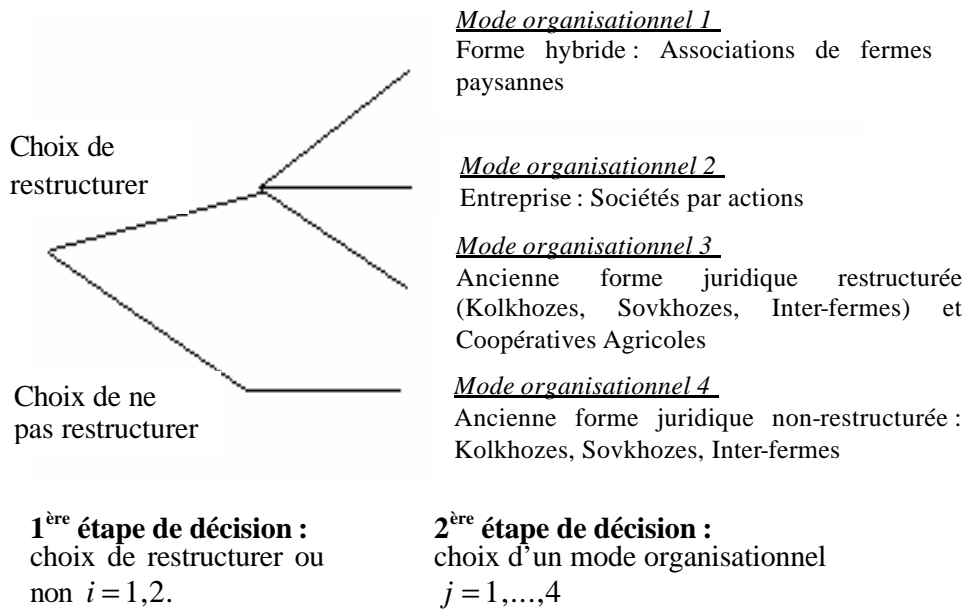 Mode organisationnel 1
Forme hybride : Associations de fermes
paysannes
Choix de
restructurer
Mode organisationnel 2
Entreprise : Sociétés par actions
Mode organisationnel 3
Ancienne forme juridique restructurée
(Kolkhozes, Sovkhozes, Inter-fermes) et
Coopératives Agricoles
Choix de ne
pas restructurer
Mode organisationnel 4
Ancienne forme juridique non-restructurée :
Kolkhozes, Sovkhozes, Inter-fermes
1ère étape de décision :
choix de restructurer ou
non i = 1,2.
2ère étape de décision :
choix d'un mode organisationnel
j = 1,...,4